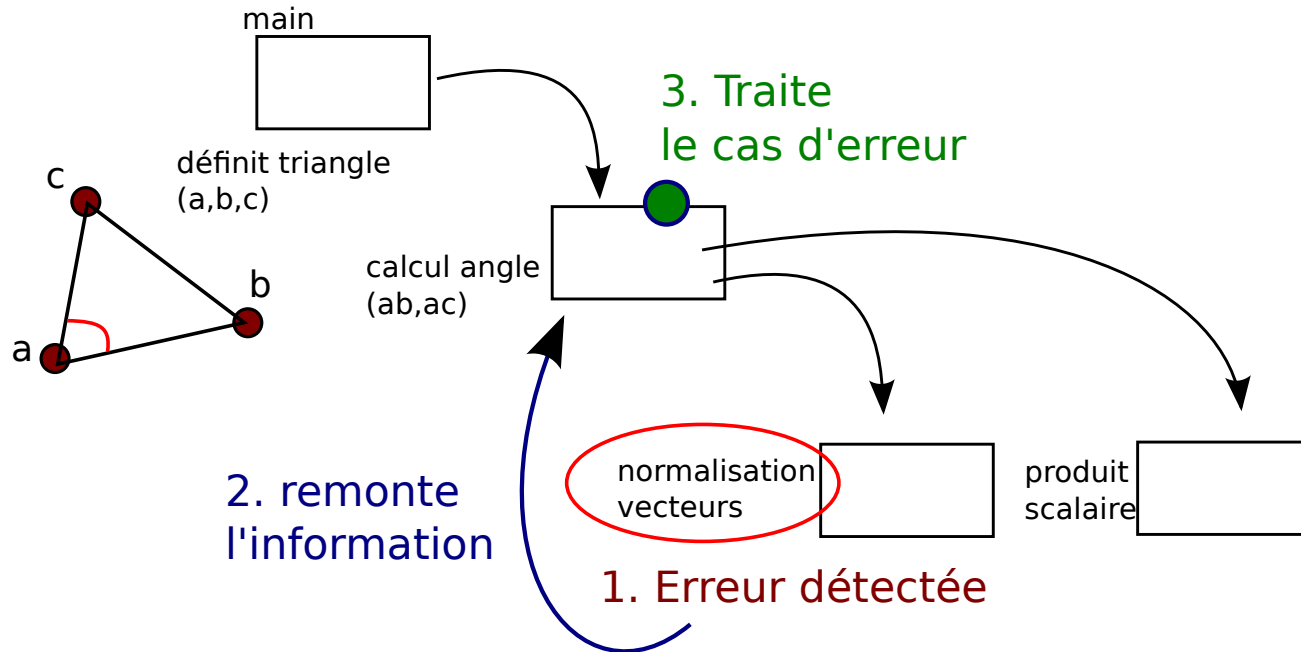 main
3. Traite
le cas d'erreur
définit triangle
(a,b,c)
c
b
a
calcul angle
(ab,ac)
normalisation
vecteurs
produit
scalaire
2. remonte
l'information
1. Erreur détectée